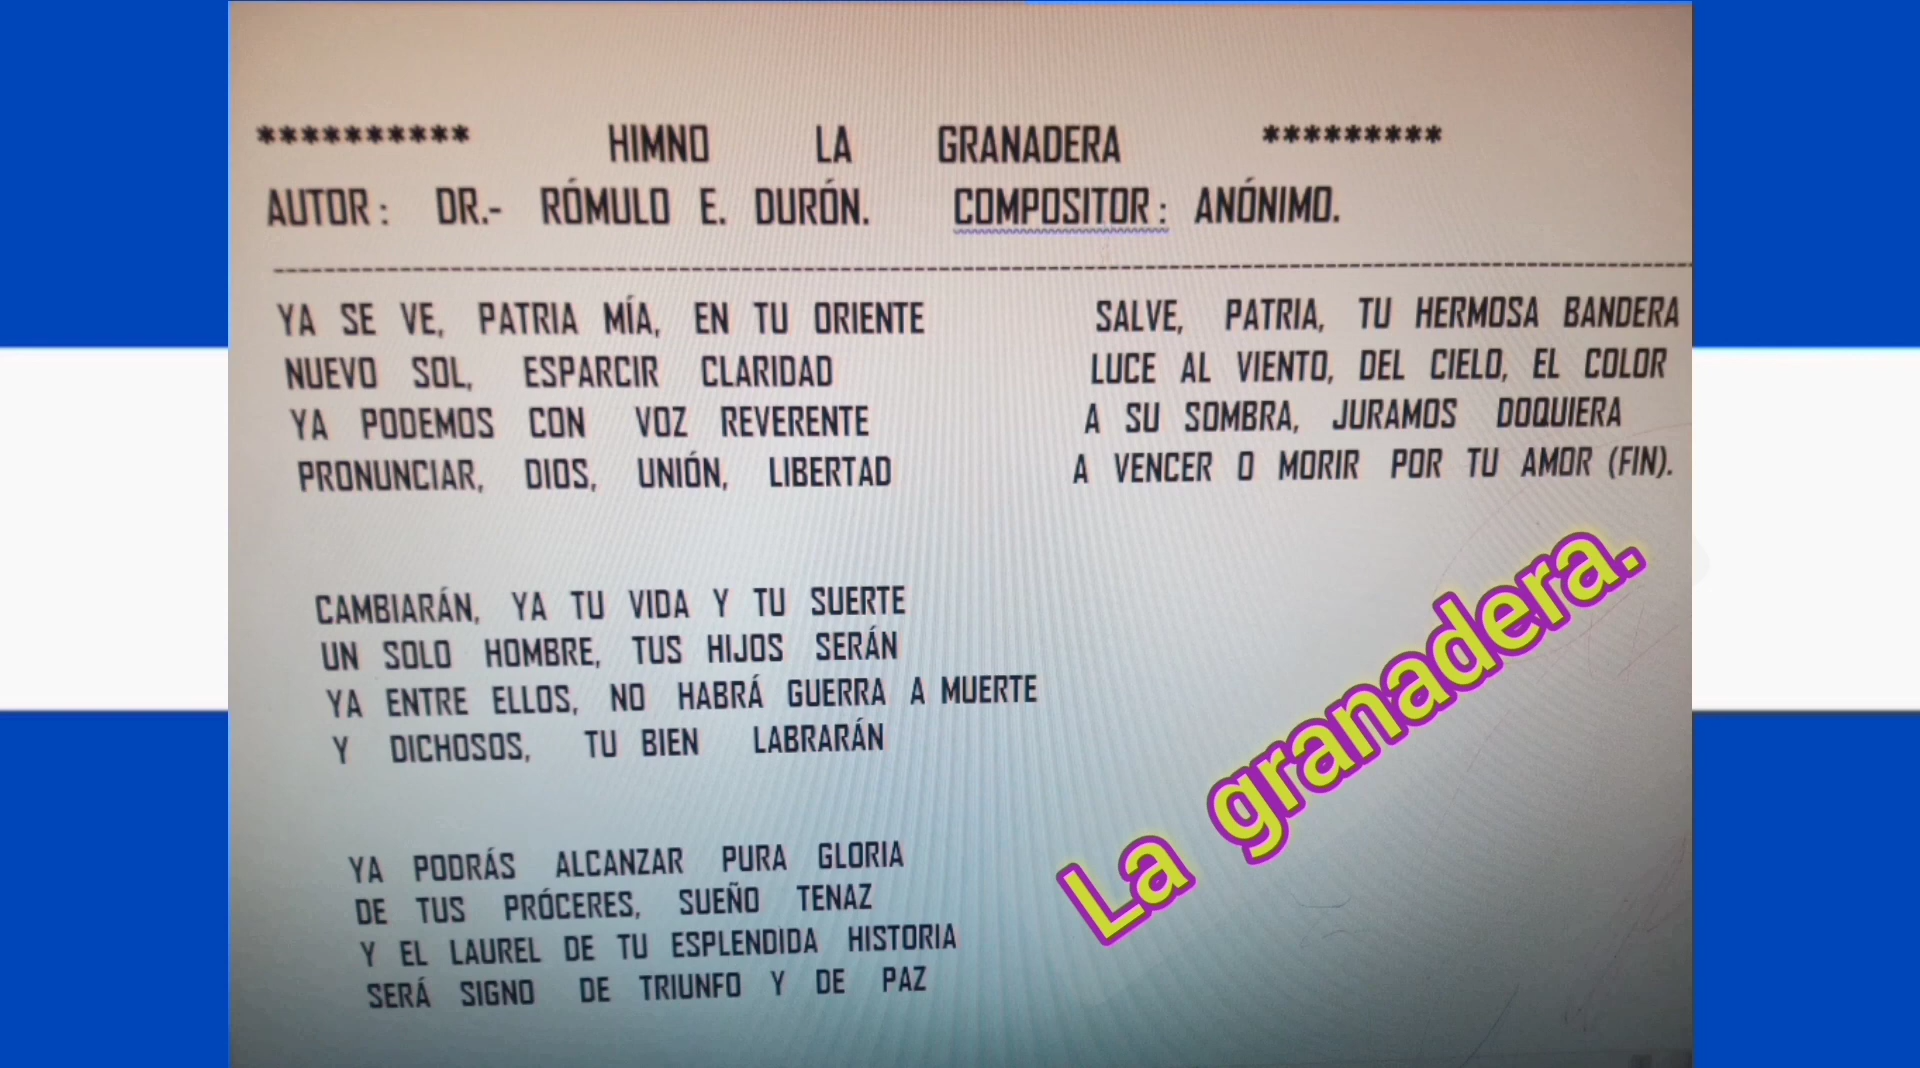 ********** HIMNO LA GRANADERA *********
AUTOR : DR.- RÓMULO E. DURÓN. COMPOSITOR : ANÓNIMO.
YA SE VE, PATRIA MÍA, EN TU ORIENTE
NUEVO SOL, ESPARCIR CLARIDAD
YA PODEMOS CON VOZ REVERENTE
PRONUNCIAR, DIOS, UNIÓN, LIBERTAD
CAMBIARÁN, YA TU VIDA Y TU SUERTE
UN SOLO HOMBRE, TUS HIJOS SERÁN
YA ENTRE ELLOS, NO HABRÁ GUERRA A MUERTE
Y DICHOSOS, TU BIEN LABRARÁN
YA PODRÁS ALCANZAR PURA GLORIA
DE TUS PRÓCERES, SUEÑO TENAZ
Y EL LAUREL DE TU ESPLENDIDA HISTORIA
SERÁ SIGNO DE TRIUNFO Y DE PAZ
SALVE, PATRIA, TU HERMOSA BANDERA
LUCE AL VIENTO, DEL CIELO, EL COLOR
A SU SOMBRA, JURAMOS DOQUIERA
A VENCER O MORIR POR TU AMOR (FIN).
La granadera.